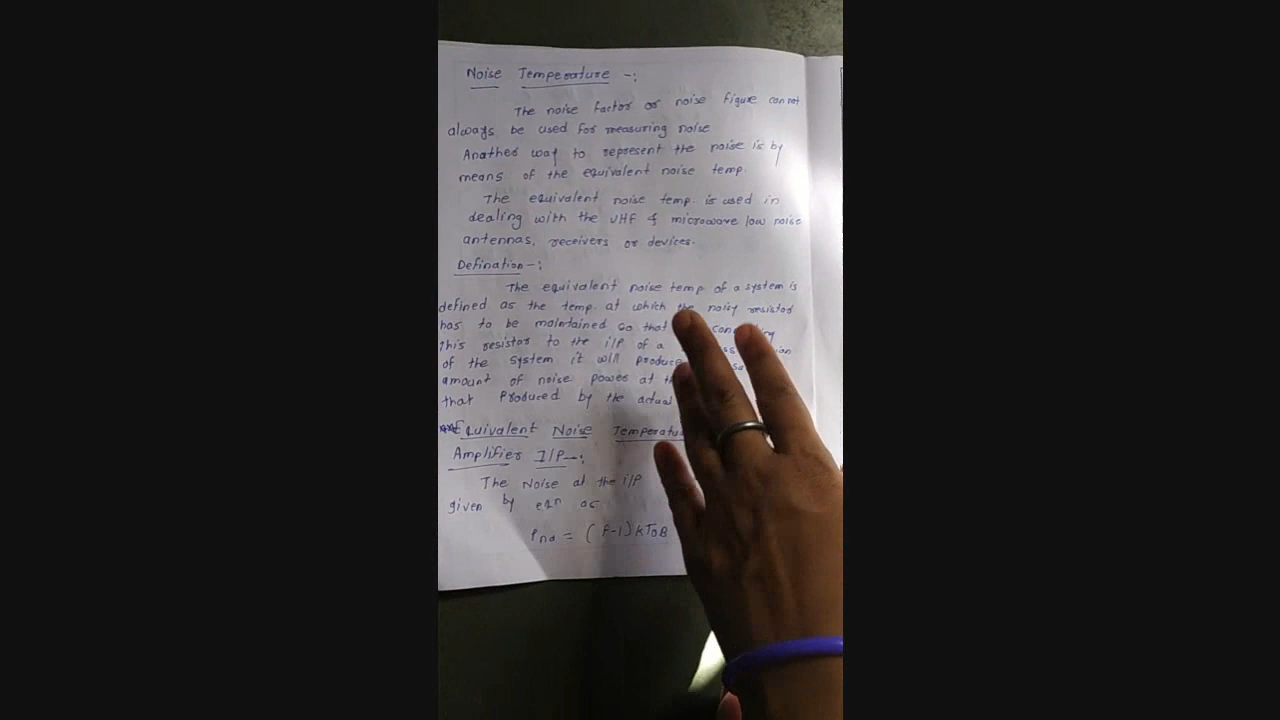 Noise Temperature -:
The noise factor or noise figure cannot
always be used for measuring noise
Another way to represent the noise is by
means of the equivalent noise temp.
The equivalent noise temp. is used in
dealing with the UHF & microwave low noise
antennas, receivers or devices.
Defination -:
The equivalent noise temp. of a system is
defined as the temp. at which the noisy resistor
has to be maintained so that
this resistor to the i/P of a
of the system it will produce
amount of noise power at
that Produced by the actual
Equivalent Noise
Amplifier I/P -:
The Noise at the i/P
given by eqn as
Pna = (F-1) KToB